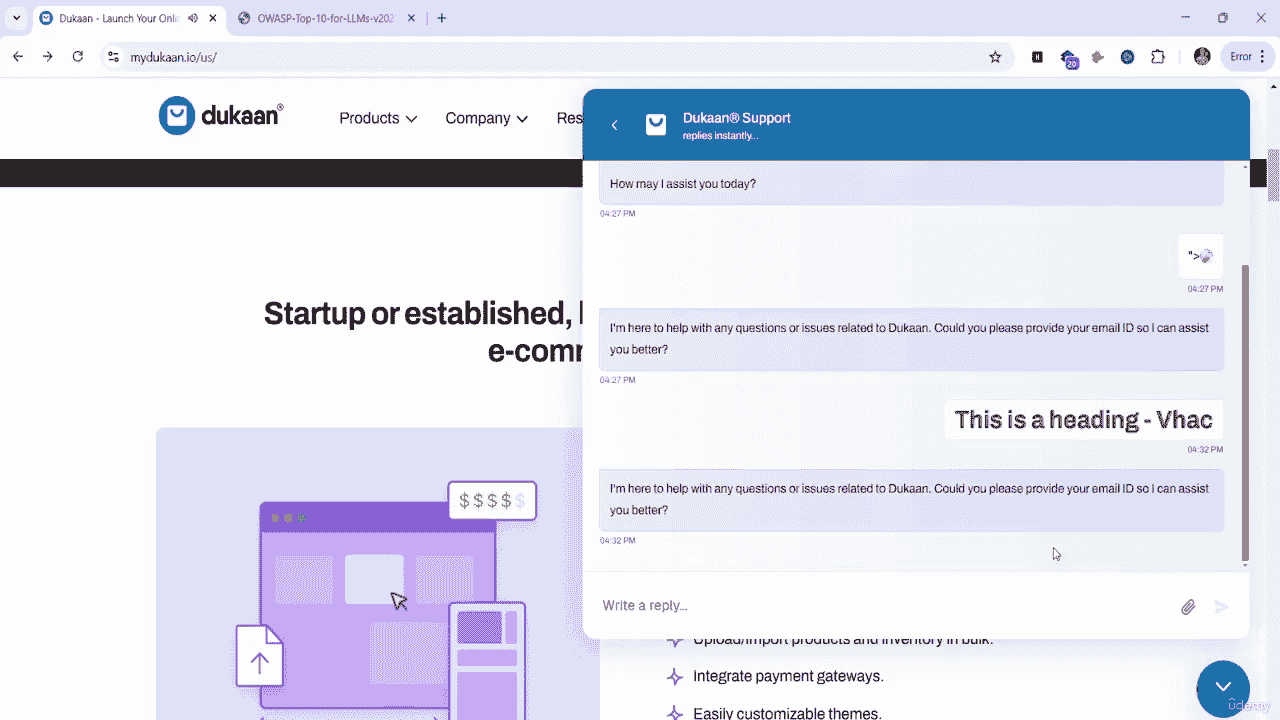 Dukaan - Launch Your Onli
OWASP-Top-10-for-LLMs-v202
mydukaan.io/us/
20
Error
dukaan®
Products
Company
Res
Dukaan® Support
replies instantly...
How may I assist you today?
04:27 PM
">
04:27 PM
I'm here to help with any questions or issues related to Dukaan. Could you please provide your email ID so I can assist
you better?
04:27 PM
This is a heading - Vhac
04:32 PM
I'm here to help with any questions or issues related to Dukaan. Could you please provide your email ID so I can assist
you better?
04:32 PM
Write a reply...
Startup or established,
e-comm
$$$$$
Upload/import products and inventory in bulk.
Integrate payment gateways.
Easily customizable themes.
Udemy